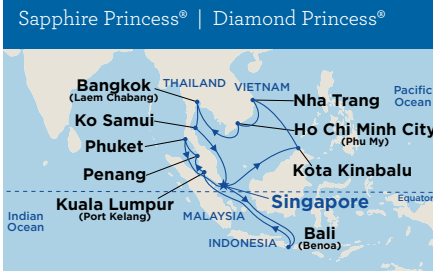 Sapphire Princess® | Diamond Princess®
Bangkok
(Laem Chabang)
THAILAND
VIETNAM
Pacific
Ocean
Nha Trang
Ko Samui
Ho Chi Minh City
(Phu My)
Phuket
Kota Kinabalu
Penang
Singapore
Equator
Kuala Lumpur
(Port Kelang)
MALAYSIA
Indian
Ocean
INDONESIA
Bali
(Benoa)